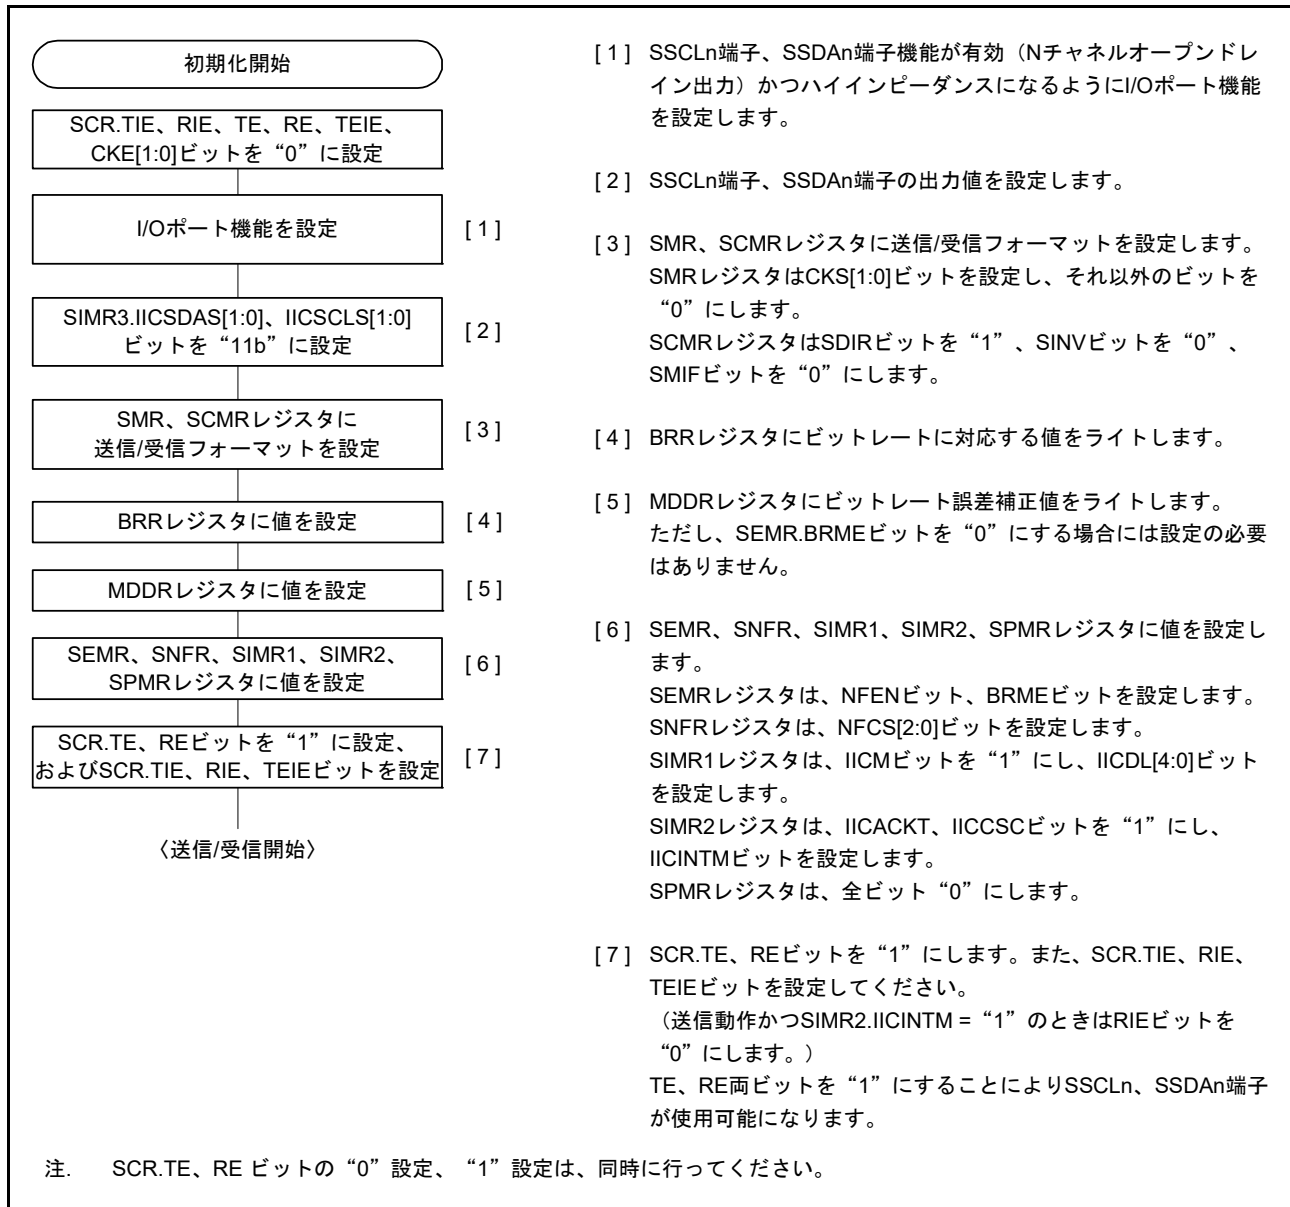 初期化開始
SCR.TIE、RIE、TE、RE、TEIE、
CKE[1:0]ビットを“0”に設定
I/Oポート機能を設定
[ 1 ]
SIMR3.IICSDAS[1:0]、IICSCLS[1:0]
ビットを“11b”に設定
[ 2 ]
SMR、SCMRレジスタに
送信/受信フォーマットを設定
[ 3 ]
BRRレジスタに値を設定
[ 4 ]
MDDRレジスタに値を設定
[ 5 ]
SEMR、SNFR、SIMR1、SIMR2、
SPMRレジスタに値を設定
[ 6 ]
SCR.TE、REビットを“1”に設定、
およびSCR.TIE、RIE、TEIEビットを設定
[ 7 ]
〈送信/受信開始〉
[ 1 ] SSCLn端子、SSDAn端子機能が有効（Nチャネルオープンドレ
イン出力）かつハイインピーダンスになるようにI/Oポート機能
を設定します。
[ 2 ] SSCLn端子、SSDAn端子の出力値を設定します。
[ 3 ] SMR、SCMRレジスタに送信/受信フォーマットを設定します。
SMRレジスタはCKS[1:0]ビットを設定し、それ以外のビットを
“0”にします。
SCMRレジスタはSDIRビットを“1”、SINVビットを“0”、
SMIFビットを“0”にします。
[ 4 ] BRRレジスタにビットレートに対応する値をライトします。
[ 5 ] MDDRレジスタにビットレート誤差補正値をライトします。
ただし、SEMR.BRMEビットを“0”にする場合には設定の必要
はありません。
[ 6 ] SEMR、SNFR、SIMR1、SIMR2、SPMRレジスタに値を設定し
ます。
SEMRレジスタは、NFENビット、BRMEビットを設定します。
SNFRレジスタは、NFCS[2:0]ビットを設定します。
SIMR1レジスタは、IICMビットを“1”にし、IICDL[4:0]ビット
を設定します。
SIMR2レジスタは、IICACKT、IICCSCビットを“1”にし、
IICINTMビットを設定します。
SPMRレジスタは、全ビット“0”にします。
[ 7 ] SCR.TE、REビットを“1”にします。また、SCR.TIE、RIE、
TEIEビットを設定してください。
（送信動作かつSIMR2.IICINTM =“1”のときはRIEビットを
“0”にします。）
TE、RE両ビットを“1”にすることによりSSCLn、SSDAn端子
が使用可能になります。
注. SCR.TE、RE ビットの“0”設定、“1”設定は、同時に行ってください。